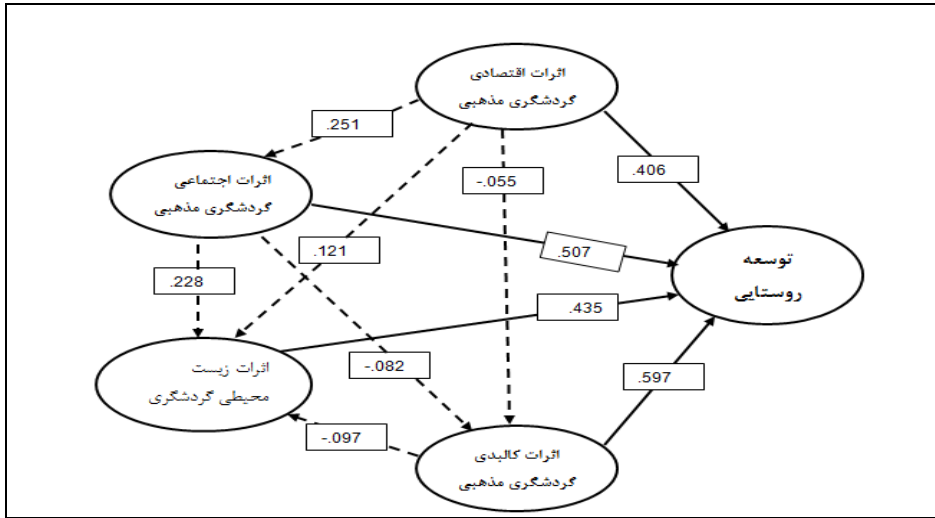 اثرات اقتصادی
گردشگری مذهبی
.251
.406
-.055
اثرات اجتماعی
گردشگری مذهبی
.121
.507
توسعه
روستایی
.228
.435
اثرات زیست
محیطی گردشگری
-.082
.597
-.097
اثرات کالبدی
گردشگری مذهبی